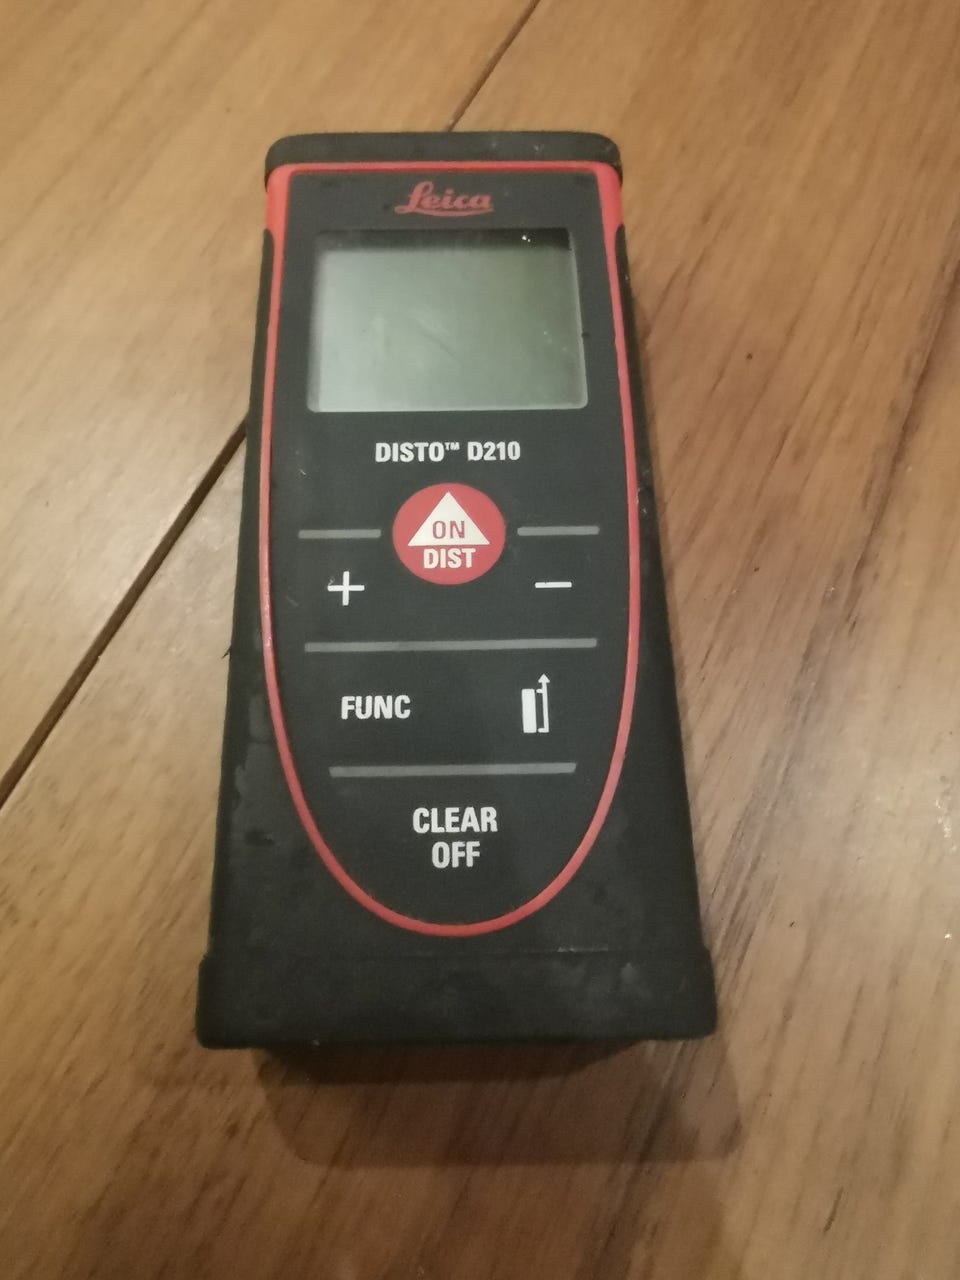 Leica
DISTO™ D210
ON
DIST
+ −
FUNC
CLEAR
OFF